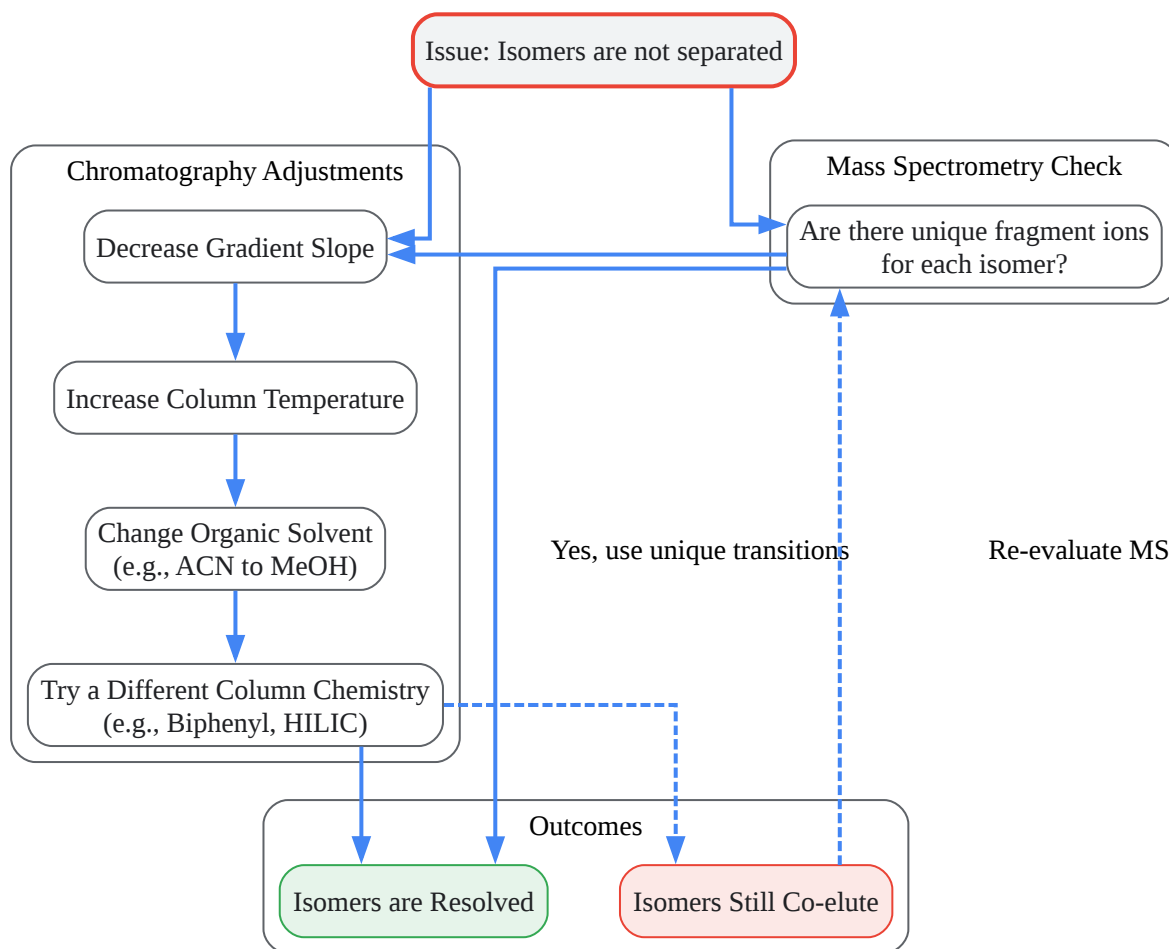 Issue: Isomers are not separated
Chromatography Adjustments
Mass Spectrometry Check
Decrease Gradient Slope
Are there unique fragment ions
for each isomer?
Increase Column Temperature
Change Organic Solvent
(e.g., ACN to MeOH)
Yes, use unique transitions
Re-evaluate MS
Try a Different Column Chemistry
(e.g., Biphenyl, HILIC)
Outcomes
Isomers are Resolved
Isomers Still Co-elute